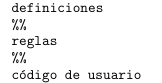 definiciones
%%
reglas
%%
código de usuario